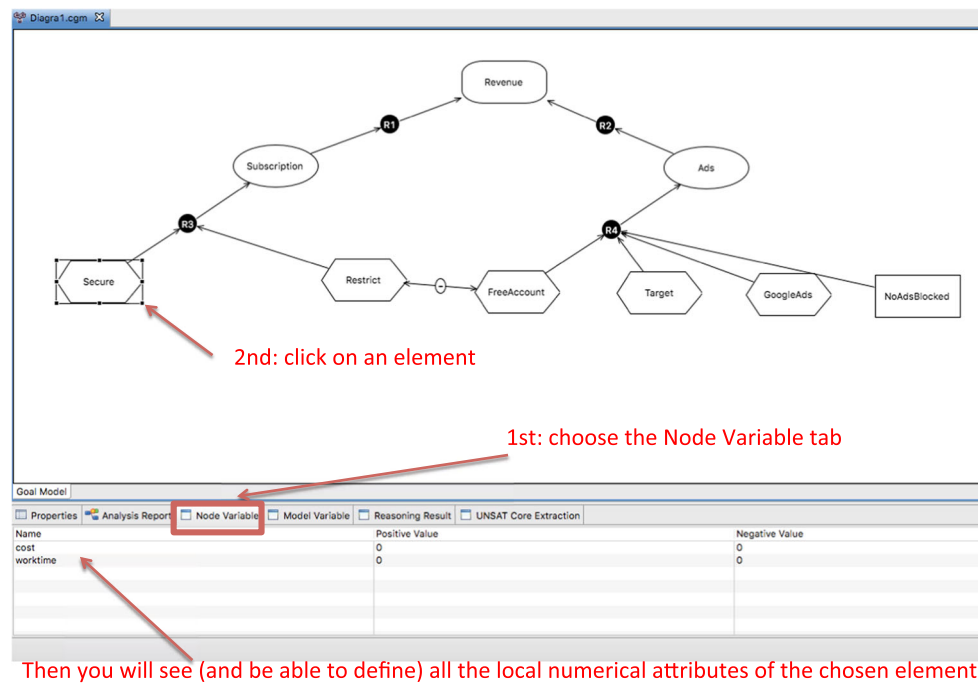 Diagra1.cgm
Revenue
R1
R2
Subscription
Ads
R3
R4
Secure
Restrict
-
FreeAccount
Target
GoogleAds
NoAdsBlocked
2nd: click on an element
1st: choose the Node Variable tab
Goal Model
Properties Analysis Report Node Variable Model Variable Reasoning Result UNSAT Core Extraction
Name Positive Value Negative Value
cost 0 0
worktime 0 0
Then you will see (and be able to define) all the local numerical attributes of the chosen element